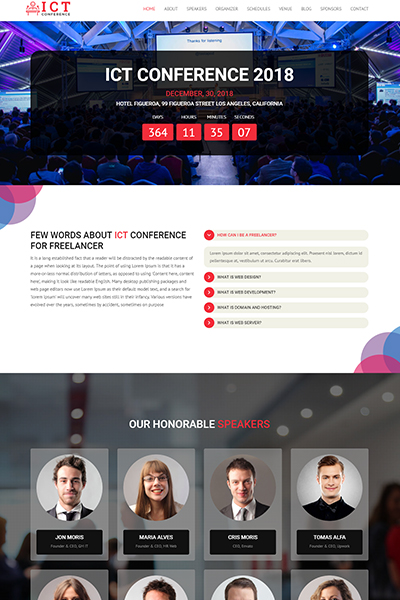 ICT
CONFERENCE
HOME ABOUT SPEAKERS ORGANIZER SCHEDULES VENUE BLOG SPONSORS CONTACT
Thanks for listening
ICT CONFERENCE 2018
DECEMBER, 30, 2018
HOTEL FIGUEROA, 99 FIGUEROA STREET LOS ANGELES, CALIFORNIA
DAYS HOURS MINUTES SECONDS
364 11 35 07
FEW WORDS ABOUT ICT CONFERENCE
FOR FREELANCER
It is a long established fact that a reader will be distracted by the readable conteny of
a page when looking at its layout. The point of using Lorem Ipsum is that it has a
more-or-less normal distribution of letters, as opposed to using. Content here, content
here', making it look like readable English. Many desktop publishing packages and
web page editors now use Lorem Ipsum as their default model text, and a search for
'lorem ipsum' will uncover many web sites still in their infancy. Various versions have
evolved over the years, sometimes by accident, sometimes on purpose
HOW CAN I BE A FREELANCER?
Lorem ipsum dolor sit amet, consectetur adipiscing elit. Praesent interdum, dictum id
pellentesque at, vestibulum ut arcu. Curabitur erat libero.
WHAT IS WEB DESIGN?
WHAT IS WEB DEVELOPMENT?
WHAT IS DOMAIN AND HOSTING?
WHAT IS WEB SERVER?
OUR HONORABLE SPEAKERS
JON MORIS
MARIA ALVES
Founder & CEO, HR Web
CRIS MORIS
CEO, Envato
TOMAS ALFA
Founder & CEO, Upwork